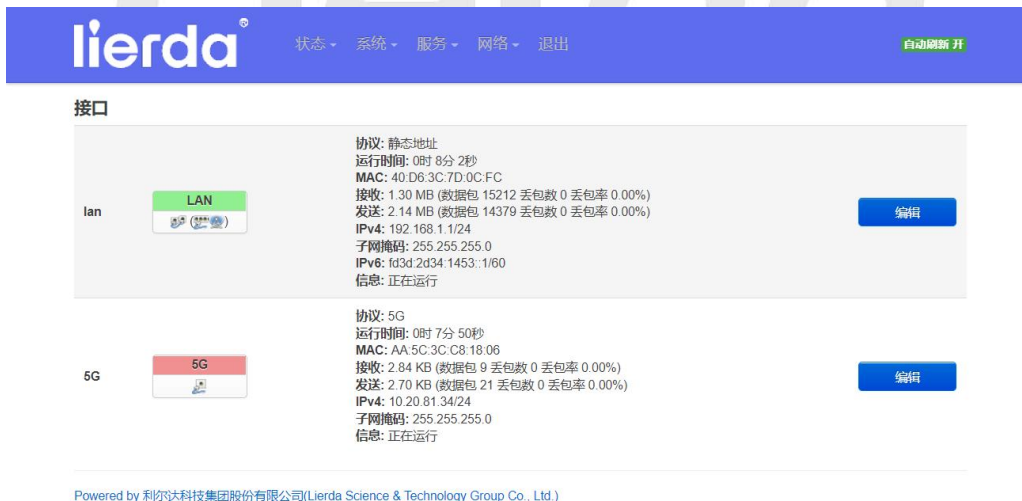 lierda® 状态 系统 服务 网络 退出 自动刷新 开
接口
协议: 静态地址
运行时间: 0时 8分 2秒
MAC: 40:D6:3C:7D:0C:FC
接收: 1.30 MB (数据包 15212 丢包数 0 丢包率 0.00%)
发送: 2.14 MB (数据包 14379 丢包数 0 丢包率 0.00%)
IPv4: 192.168.1.1/24
子网掩码: 255.255.255.0
IPv6: fd3d:2d34:1453::1/60
信息: 正在运行
lan
LAN
编辑
协议: 5G
运行时间: 0时 7分 50秒
MAC: AA:5C:3C:C8:18:06
接收: 2.84 KB (数据包 9 丢包数 0 丢包率 0.00%)
发送: 2.70 KB (数据包 21 丢包数 0 丢包率 0.00%)
IPv4: 10.20.81.34/24
子网掩码: 255.255.255.0
信息: 正在运行
5G
5G
编辑
Powered by 利尔达科技集团股份有限公司(Lierda Science & Technology Group Co., Ltd.)